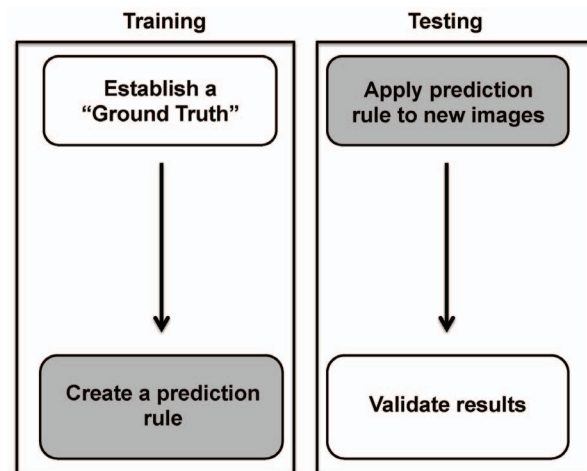 Training
Establish a
“Ground Truth”
Create a prediction
rule
Testing
Apply prediction
rule to new images
Validate results